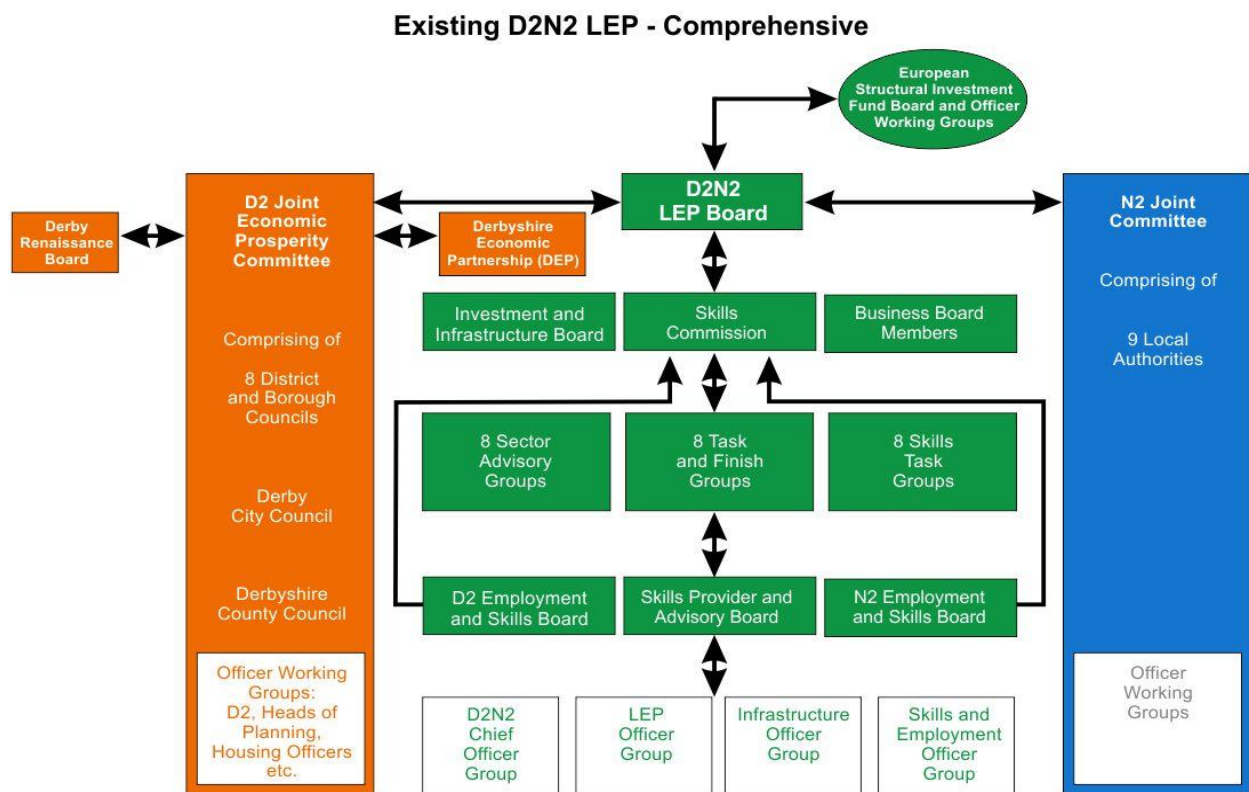 Existing D2N2 LEP - Comprehensive
European
Structural Investment
Fund Board and Officer
Working Groups
D2N2
LEP Board
D2 Joint
Economic
Prosperity
Committee
Comprising of
8 District
and Borough
Councils
Derby
City Council
Derbyshire
County Council
Officer Working
Groups:
D2, Heads of
Planning,
Housing Officers
etc.
Derby
Renaissance
Board
Derbyshire
Economic
Partnership (DEP)
Investment and
Infrastructure Board
Skills
Commission
Business Board
Members
8 Sector
Advisory
Groups
8 Task
and Finish
Groups
8 Skills
Task
Groups
D2 Employment
and Skills Board
Skills Provider and
Advisory Board
N2 Employment
and Skills Board
D2N2
Chief
Officer
Group
LEP
Officer
Group
Infrastructure
Officer
Group
Skills and
Employment
Officer
Group
N2 Joint
Committee
Comprising of
9 Local
Authorities
Officer
Working
Groups